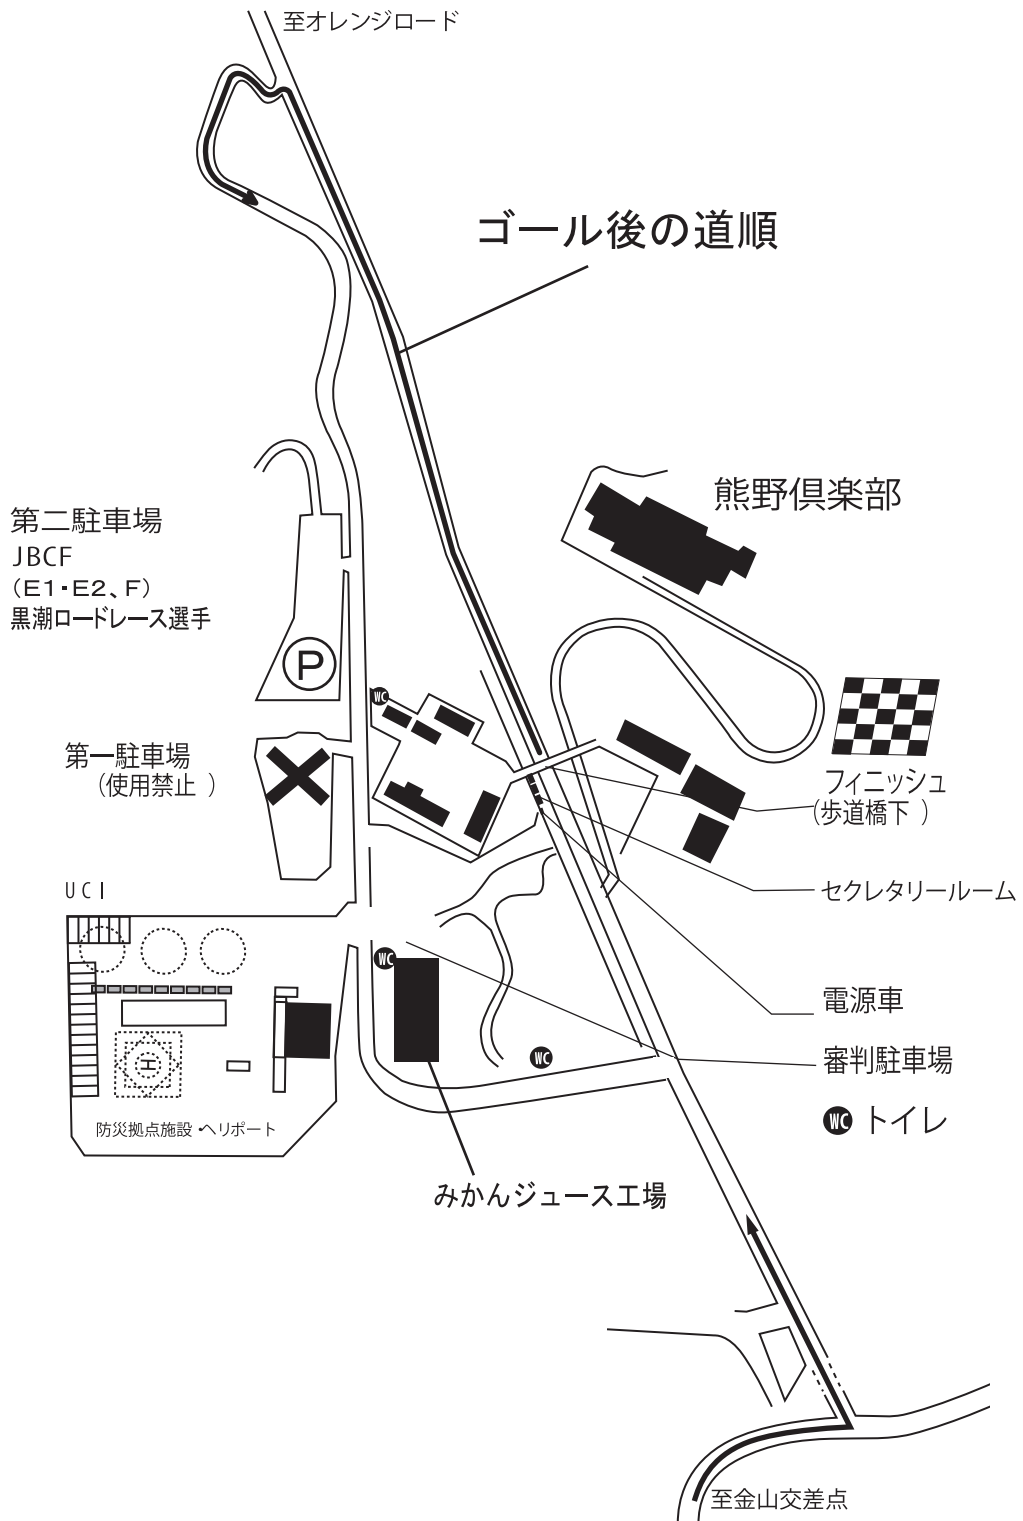 至オレンジロード
ゴール後の道順
熊野倶楽部
第二駐車場
JBCF
（E1・E2、F）
黒潮ロードレース選手
P
WC
第一駐車場
（使用禁止　）
フィニッシュ
（歩道橋下　）
UCI
セクレタリールーム
WC
電源車
WC
審判駐車場
H
WC トイレ
防災拠点施設・ヘリポート
みかんジュース工場
至金山交差点